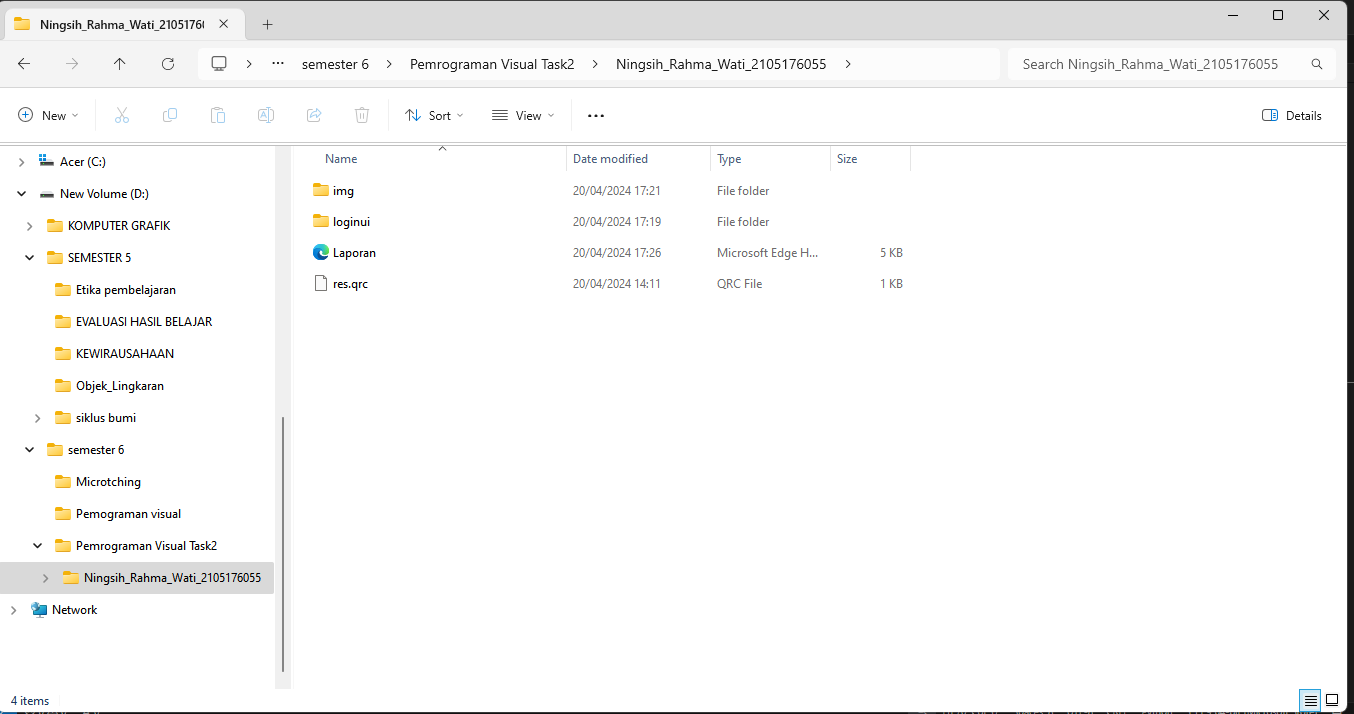 Ningsih_Rahma_Wati_2105176
semester 6 Pemrograman Visual Task2 Ningsih_Rahma_Wati_2105176055 Search Ningsih_Rahma_Wati_2105176055
New Sort View Details
Acer (C:)
New Volume (D:)
KOMPUTER GRAFIK
SEMESTER 5
Etika pembelajaran
EVALUASI HASIL BELAJAR
KEWIRAUSAHAAN
Objek_Lingkaran
siklus bumi
semester 6
Microtching
Pemograman visual
Pemrograman Visual Task2
Ningsih_Rahma_Wati_2105176055
Network
Name Date modified Type Size
img 20/04/2024 17:21 File folder
loginui 20/04/2024 17:19 File folder
Laporan 20/04/2024 17:26 Microsoft Edge H... 5 KB
res.qrc 20/04/2024 14:11 QRC File 1 KB
4 items